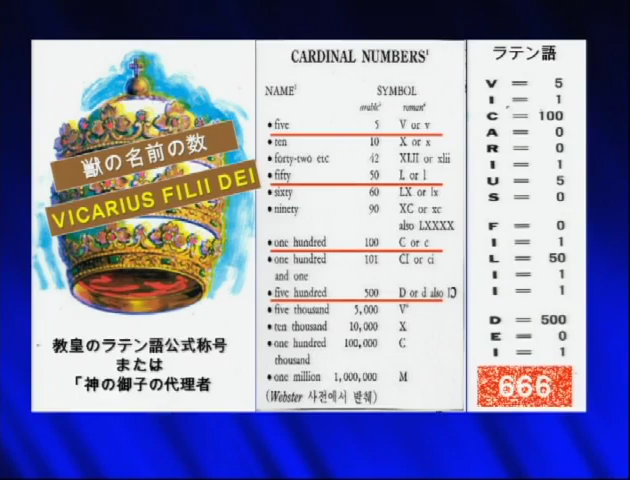 獣の名前の数
VICARIUS FILII DEI
教皇のラテン語公式称号
または
「神の御子の代理者
CARDINAL NUMBERS¹
NAME² SYMBOL
arabic³ roman⁴
• five 5 V or v
• ten 10 X or x
• forty-two etc 42 XLII or xlii
• fifty 50 L or l
• sixty 60 LX or lx
• ninety 90 XC or xc
also LXXXX
• one hundred 100 C or c
• one hundred 101 CI or ci
and one
• five hundred 500 D or d also IƆ
• five thousand 5,000
• ten thousand 10,000 X
• one hundred 100,000 C
thousand
• one million 1,000,000 M
(Webster 사전에서 발췌)
ラテン語
V = 5
I = 1
C = 100
A = 0
R = 0
I = 1
U = 5
S = 0
F = 0
I = 1
L = 50
I = 1
I = 1
D = 500
E = 0
I = 1
666